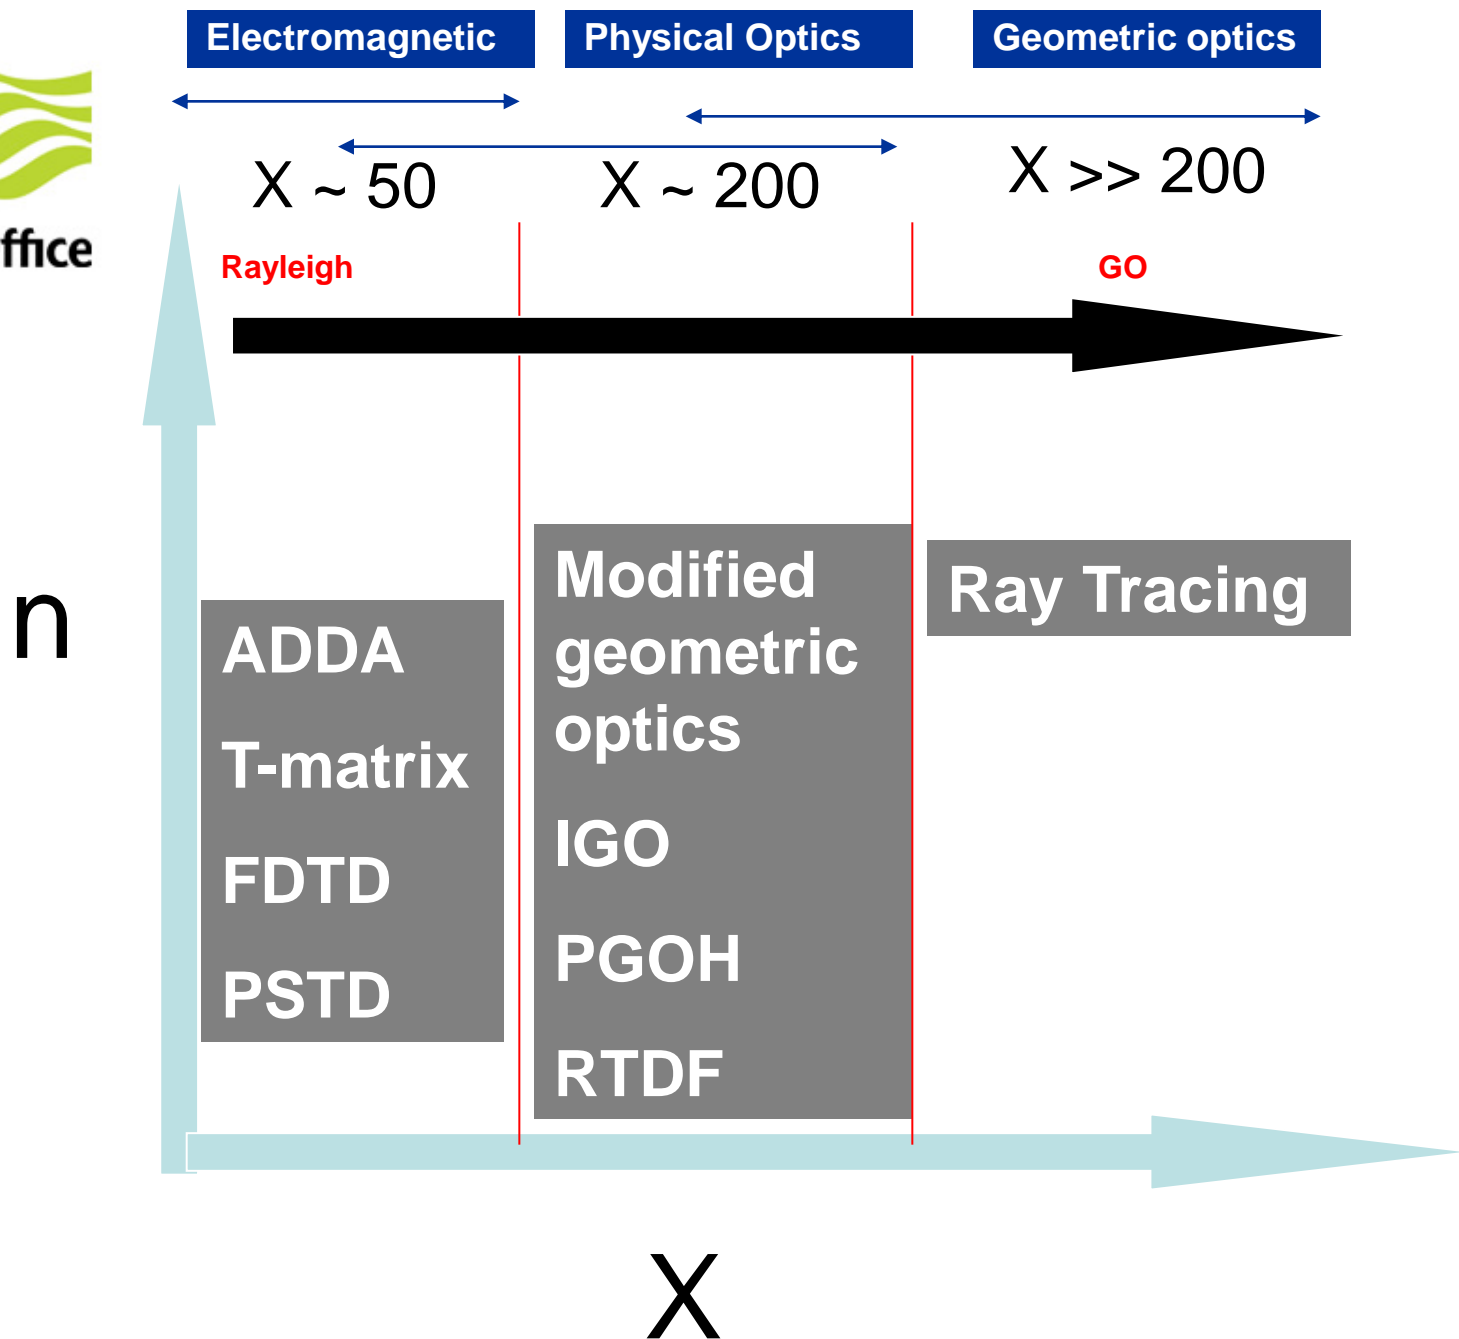 Electromagnetic
Physical Optics
Geometric optics
X ~ 50
X ~ 200
X >> 200
ffice
Rayleigh
GO
n
ADDA
T-matrix
FDTD
PSTD
Modified
geometric
optics
IGO
PGOH
RTDF
Ray Tracing
X